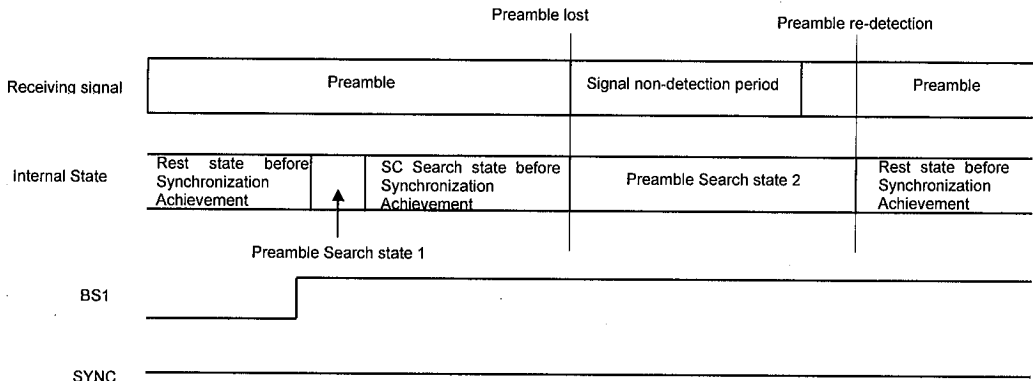 Preamble lost
Preamble re-detection
Receiving signal
Preamble
Signal non-detection period
Preamble
Internal State
Rest state before
Synchronization
Achievement
SC Search state before
Synchronization
Achievement
Preamble Search state 2
Rest state before
Synchronization
Achievement
Preamble Search state 1
BS1
SYNC